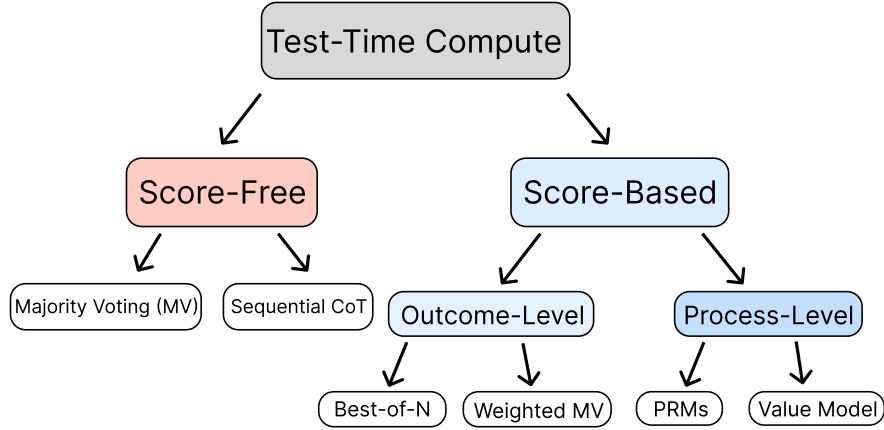 Test-Time Compute
Score-Free
Score-Based
Majority Voting (MV)
Sequential CoT
Outcome-Level
Process-Level
Best-of-N
Weighted MV
PRMs
Value Model